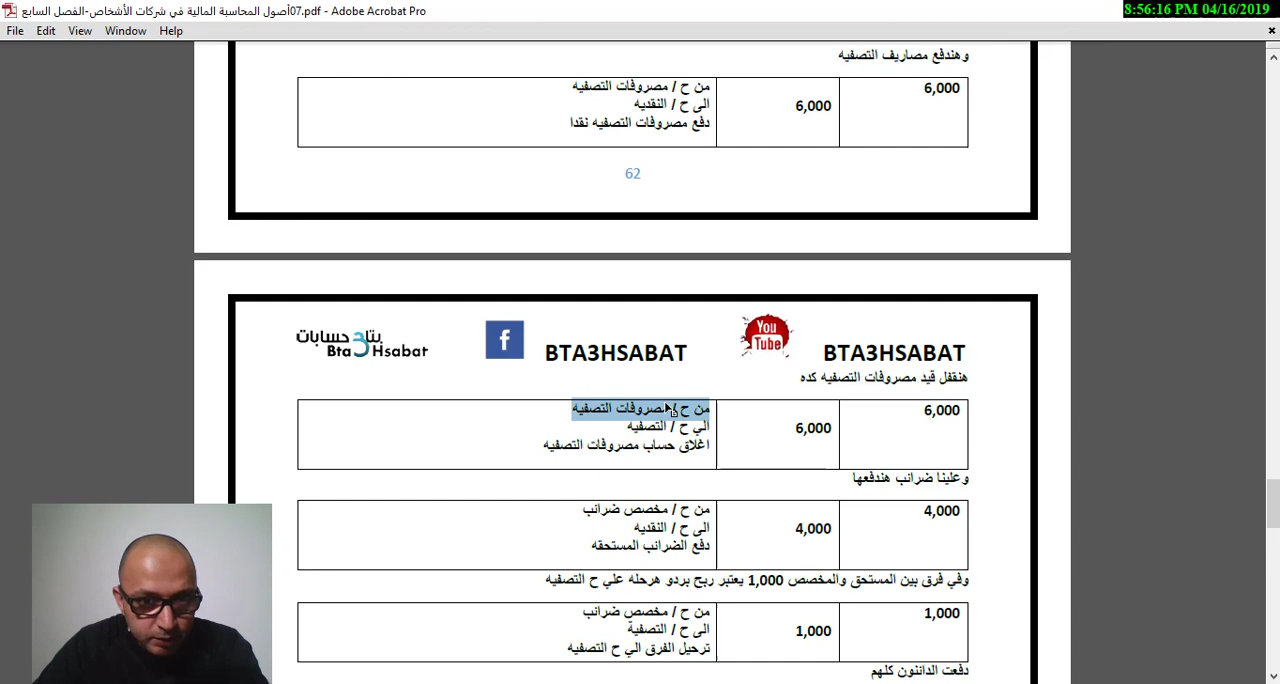 07أصول المحاسبة المالية في شركات الأشخاص-الفصل السابع.pdf - Adobe Acrobat Pro
8:56:16 PM 04/16/2019
File Edit View Window Help
وهندفع مصاريف التصفيه
6,000
من ح / مصروفات التصفيه
6,000
الى ح / النقديه
دفع مصروفات التصفيه نقدا
62
بتاع حسابات
Bta3Hsabat
f
BTA3HSABAT
You
Tube
BTA3HSABAT
هنقفل قيد مصروفات التصفيه كده
6,000
من ح / مصروفات التصفيه
6,000
الي ح / التصفيه
اغلاق حساب مصروفات التصفيه
وعلينا ضرائب هندفعها
4,000
من ح / مخصص ضرائب
4,000
الى ح / النقديه
دفع الضرائب المستحقه
وفي فرق بين المستحق والمخصص 1,000 يعتبر ربح بردو هرحله علي ح التصفيه
1,000
من ح / مخصص ضرائب
1,000
الى ح / التصفية
ترحيل الفرق الي ح التصفيه
دفعت الدائنون كلهم